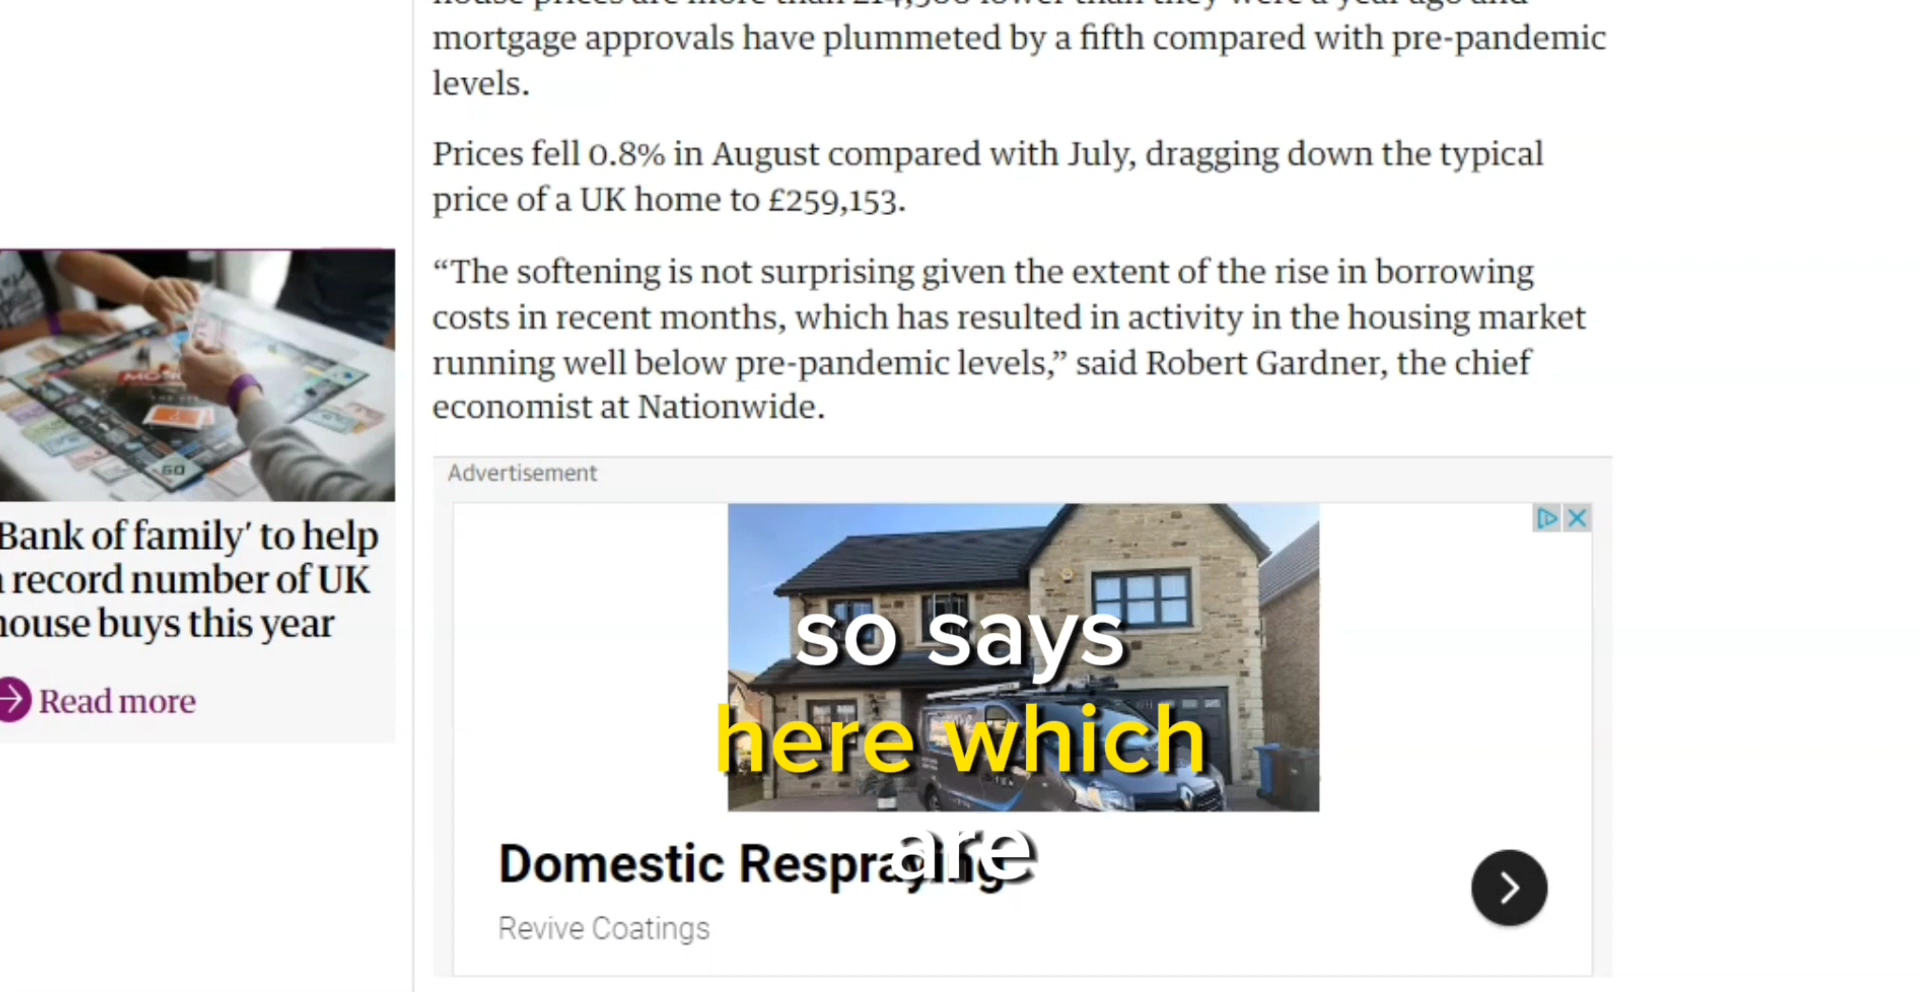 mortgage approvals have plummeted by a fifth compared with pre-pandemic
levels.
Prices fell 0.8% in August compared with July, dragging down the typical
price of a UK home to £259,153.
“The softening is not surprising given the extent of the rise in borrowing
costs in recent months, which has resulted in activity in the housing market
running well below pre-pandemic levels,” said Robert Gardner, the chief
economist at Nationwide.
Bank of family’ to help
record number of UK
house buys this year
Read more
GO
Advertisement
so says
here which
are
Domestic Respraying
Revive Coatings